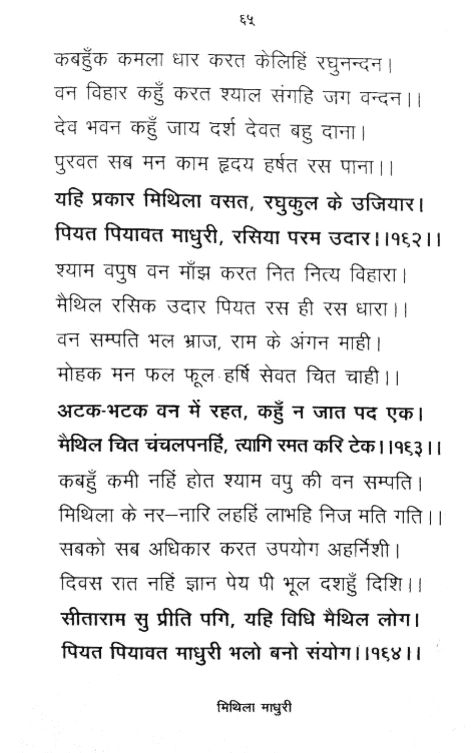 ६५
कबहुँक कमला धार करत केलिहिं रघुनन्दन।
वन विहार कहुँ करत श्याल संगहि जग वन्दन।।
देव भवन कहुँ जाय दर्श देवत बहु दाना।
पुरवत सब मन काम हृदय हर्षत रस पाना।।
यहि प्रकार मिथिला वसत, रघुकुल के उजियार।
पियत पियावत माधुरी, रसिया परम उदार।।१६२।।
श्याम वपुष वन माँझ करत नित नित्य विहारा।
मैथिल रसिक उदार पियत रस ही रस धारा।।
वन सम्पति भल भ्राज, राम के अंगन माही।
मोहक मन फल फूल हर्षि सेवत चित चाही।।
अटक-भटक वन में रहत, कहुँ न जात पद एक।
मैथिल चित चंचलपनहिं, त्यागि रमत करि टेक।।१६३।।
कबहुँ कमी नहिं होत श्याम वपु की वन सम्पति।
मिथिला के नर–नारि लहहिं लाभहि निज मति गति।।
सबको सब अधिकार करत उपयोग अहर्निशी।
दिवस रात नहिं ज्ञान पेय पी भूल दशहुँ दिशि।।
सीताराम सु प्रीति पगि, यहि विधि मैथिल लोग।
पियत पियावत माधुरी भलो बनो संयोग।।१६४।।
मिथिला माधुरी